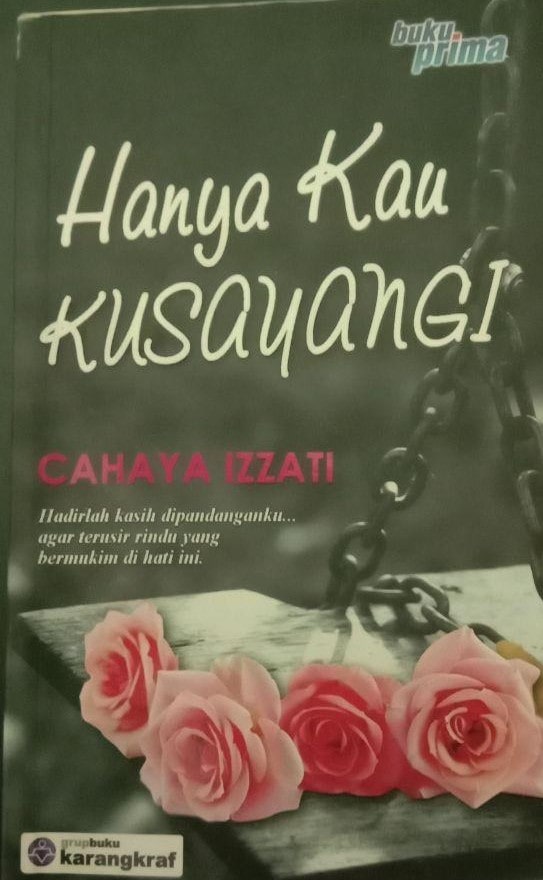 buku
prima
Hanya Kau
KUSAYANGI
CAHAYA IZZATI
Hadirlah kasih dipandanganku...
agar terusir rindu yang
bermukim di hati ini.
grupbuku
karangkraf